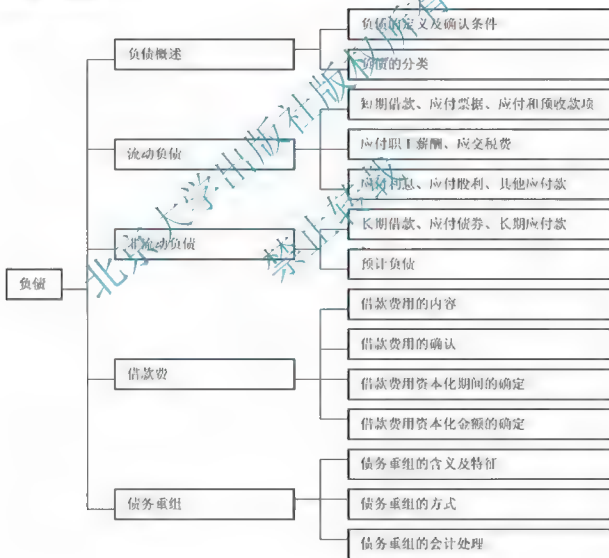 负债
负债概述
负债的定义及确认条件
负债的分类
流动负债
短期借款、应付票据、应付和预收款项
应付职工薪酬、应交税费
应付利息、应付股利、其他应付款
非流动负债
长期借款、应付债券、长期应付款
预计负债
借款费
借款费用的内容
借款费用的确认
借款费用资本化期间的确定
借款费用资本化金额的确定
债务重组
债务重组的含义及特征
债务重组的方式
债务重组的会计处理
北京大学出版社版权所有
禁止转载